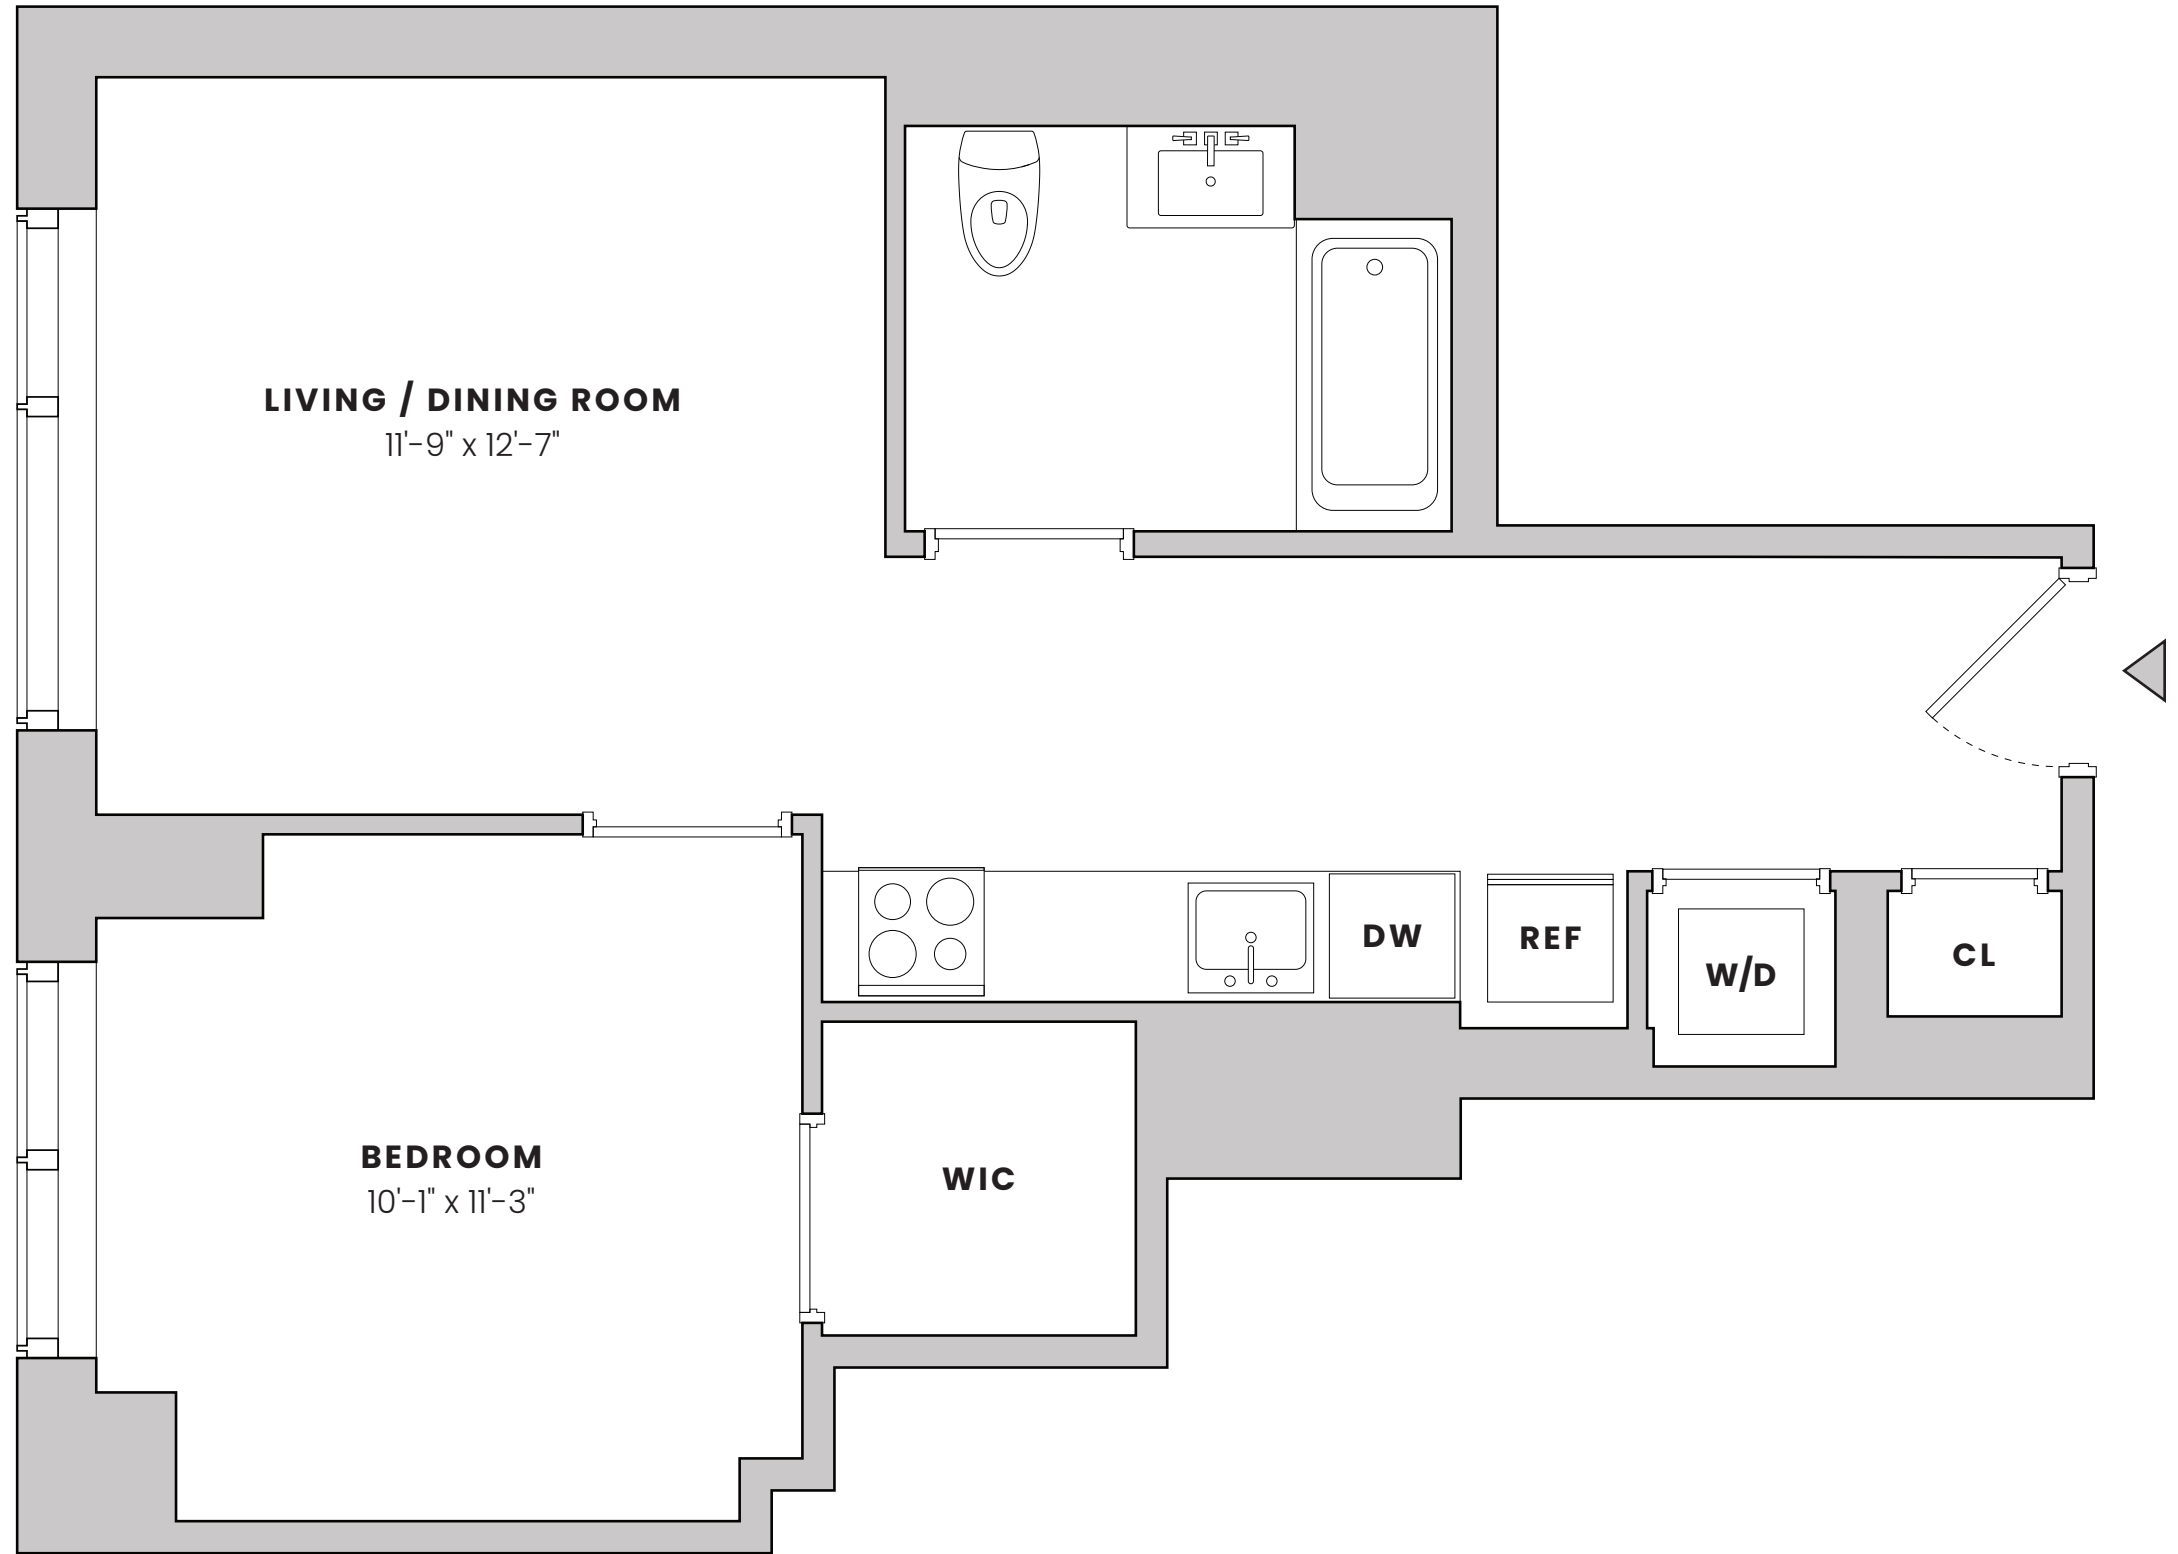 LIVING / DINING ROOM
11'-9" x 12'-7"
DW
REF
W/D
CL
BEDROOM
10'-1" x 11'-3"
WIC